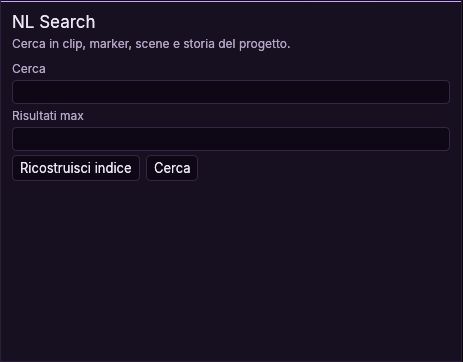 NL Search
Cerca in clip, marker, scene e storia del progetto.
Cerca
Risultati max
Ricostruisci indice Cerca